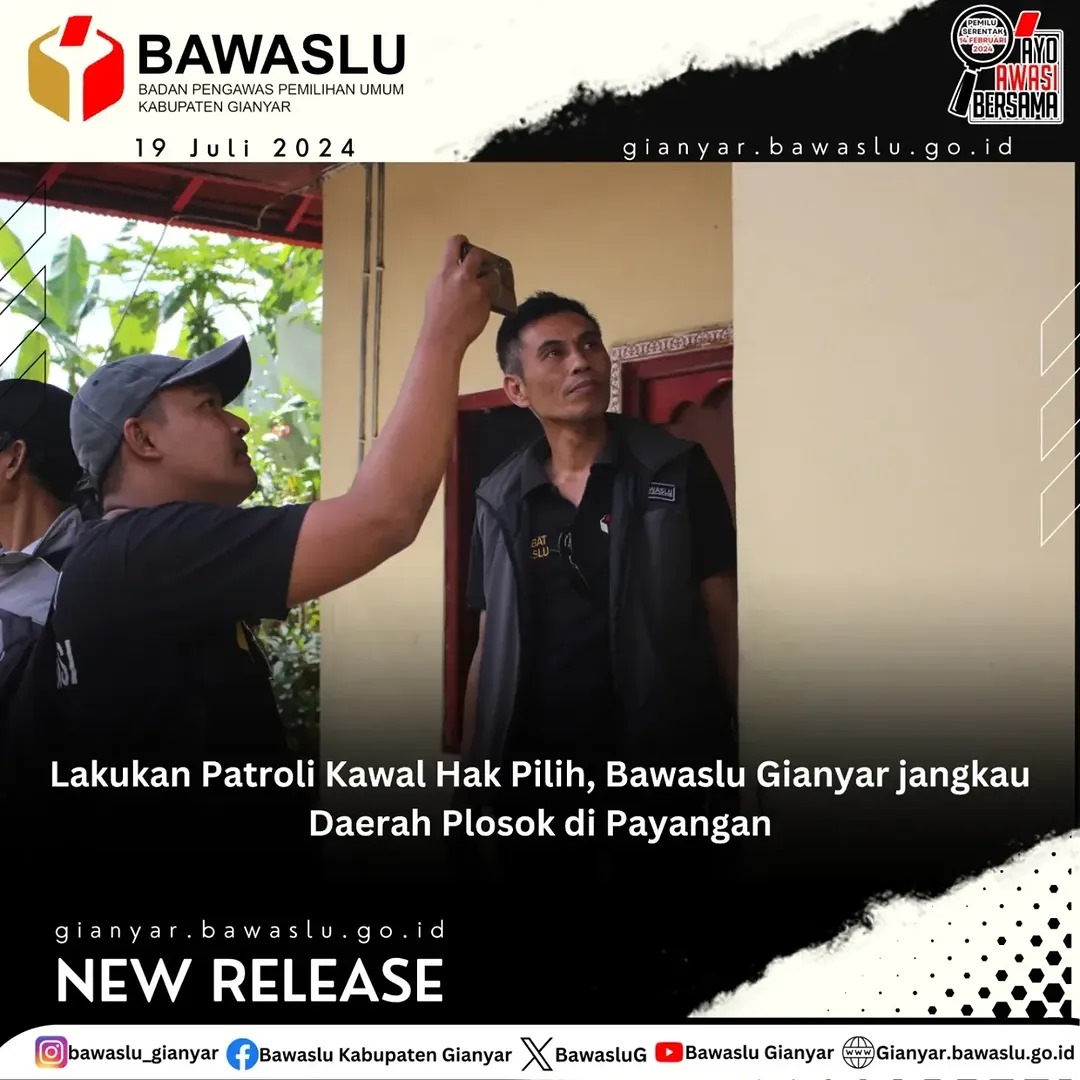 BAWASLU
BADAN PENGAWAS PEMILIHAN UMUM
KABUPATEN GIANYAR
19 Juli 2024
PEMILU
SERENTAK
14 FEBRUARI
2024
AYO
AWASI
BERSAMA
gianyar.bawaslu.go.id
Lakukan Patroli Kawal Hak Pilih, Bawaslu Gianyar jangkau
Daerah Plosok di Payangan
gianyar.bawaslu.go.id
NEW RELEASE
bawaslu_gianyar
Bawaslu Kabupaten Gianyar
BawasluG
Bawaslu Gianyar
Gianyar.bawaslu.go.id